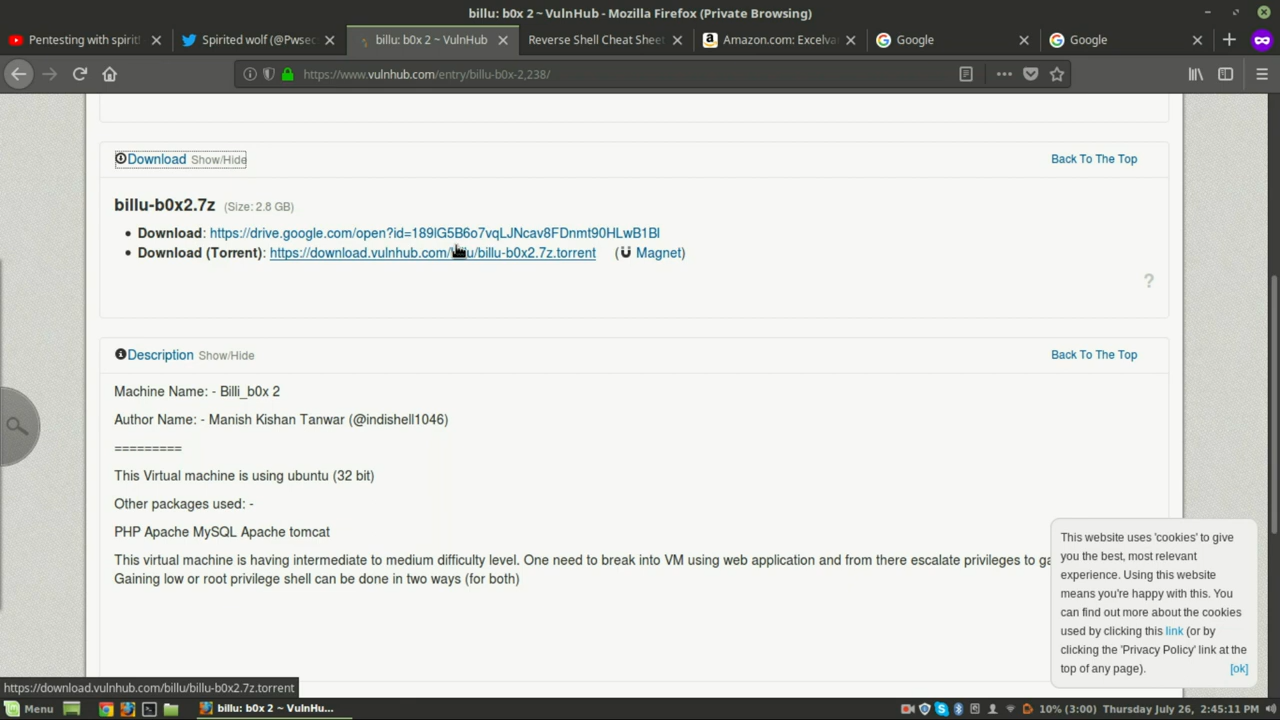 billu: b0x 2 ~ VulnHub - Mozilla Firefox (Private Browsing)
Pentesting with spirit!
Spirited wolf (@Pwsec
billu: b0x 2 ~ VulnHub
Reverse Shell Cheat Sheet
Amazon.com: Excelva
Google
Google
https://www.vulnhub.com/entry/billu-b0x-2,238/
Download Show/Hide
Back To The Top
billu-b0x2.7z (Size: 2.8 GB)
Download: https://drive.google.com/open?id=189lG5B6o7vqLJNcav8FDnmt90HLwB1Bl
Download (Torrent): https://download.vulnhub.com/billu/billu-b0x2.7z.torrent (Magnet)
?
Description Show/Hide
Back To The Top
Machine Name: - Billi_b0x 2
Author Name: - Manish Kishan Tanwar (@indishell1046)
=========
This Virtual machine is using ubuntu (32 bit)
Other packages used: -
PHP Apache MySQL Apache tomcat
This virtual machine is having intermediate to medium difficulty level. One need to break into VM using web application and from there escalate privileges to ga
Gaining low or root privilege shell can be done in two ways (for both)
This website uses 'cookies' to give
you the best, most relevant
experience. Using this website
means you're happy with this. You
can find out more about the cookies
used by clicking this link (or by
clicking the 'Privacy Policy' link at the
top of any page). [ok]
https://download.vulnhub.com/billu/billu-b0x2.7z.torrent
Menu
billu: b0x 2 ~ VulnHu...
10% (3:00) Thursday July 26, 2:45:11 PM